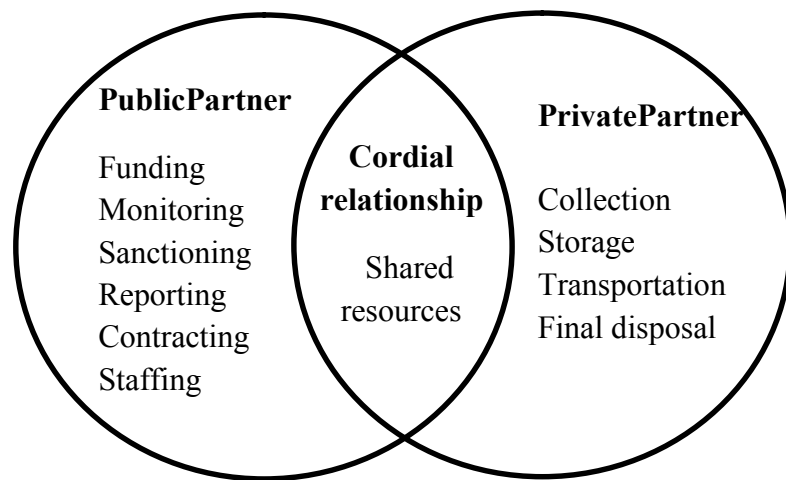 PublicPartner
Funding
Monitoring
Sanctioning
Reporting
Contracting
Staffing
Cordial
relationship
Shared
resources
PrivatePartner
Collection
Storage
Transportation
Final disposal